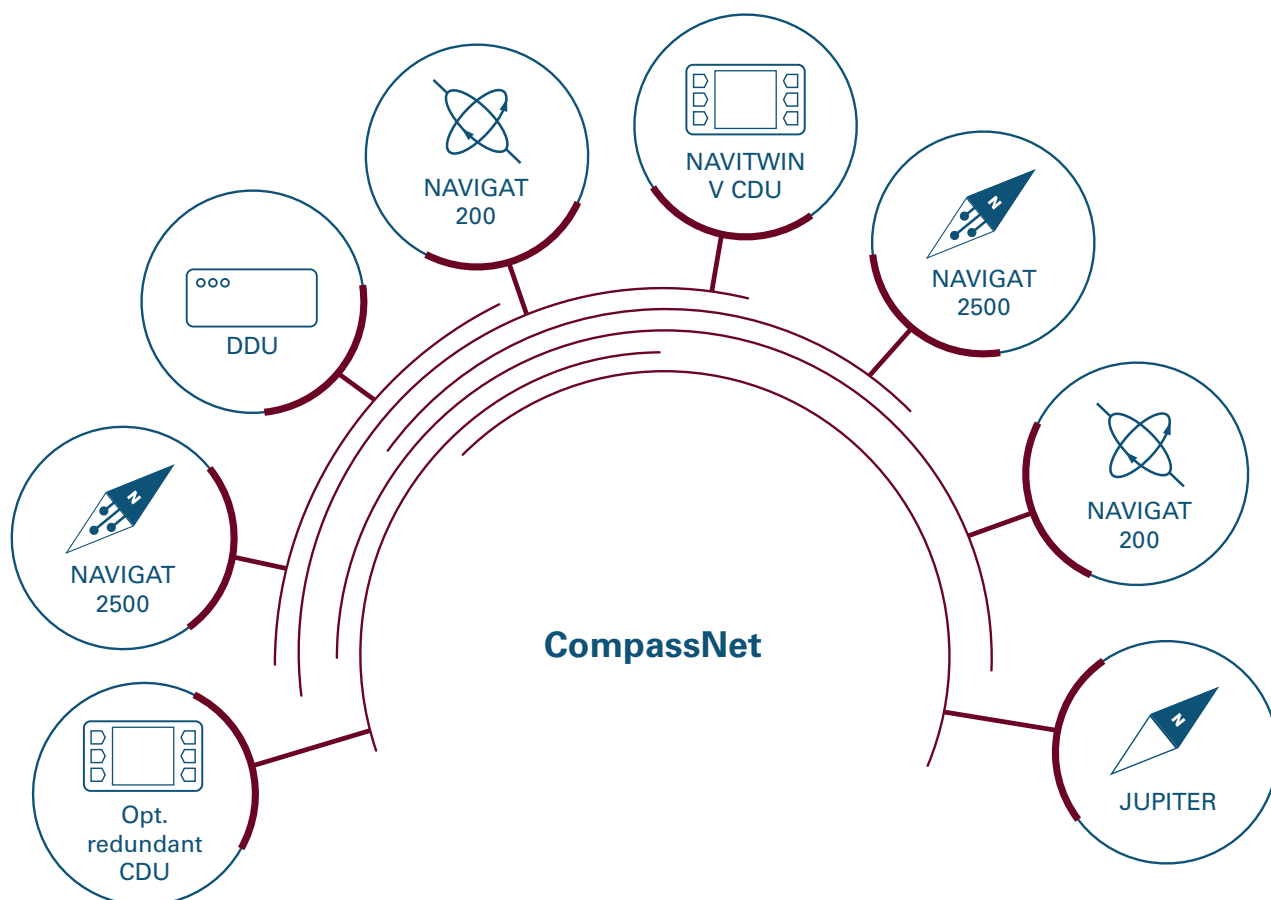 NAVITWIN
V CDU
NAVIGAT
200
N
NAVIGAT
2500
DDU
N
NAVIGAT
2500
NAVIGAT
200
CompassNet
Opt.
redundant
CDU
N
JUPITER